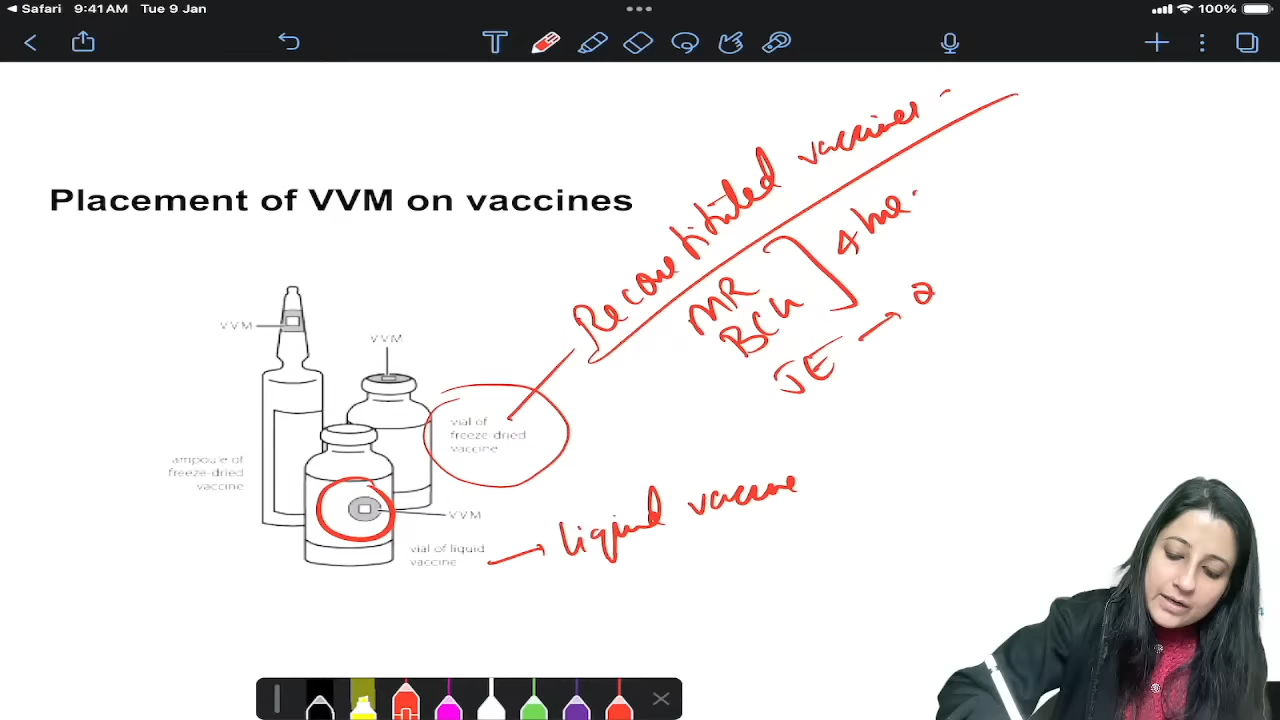 Safari 9:41 AM Tue 9 Jan
100%
Placement of VVM on vaccines
Reconstituted vaccines
MR
BCG
4 hrs.
JE → 2
VVM
VVM
vial of
freeze-dried
vaccine
ampoule of
freeze-dried
vaccine
VVM
vial of liquid
vaccine
→ liquid vaccine